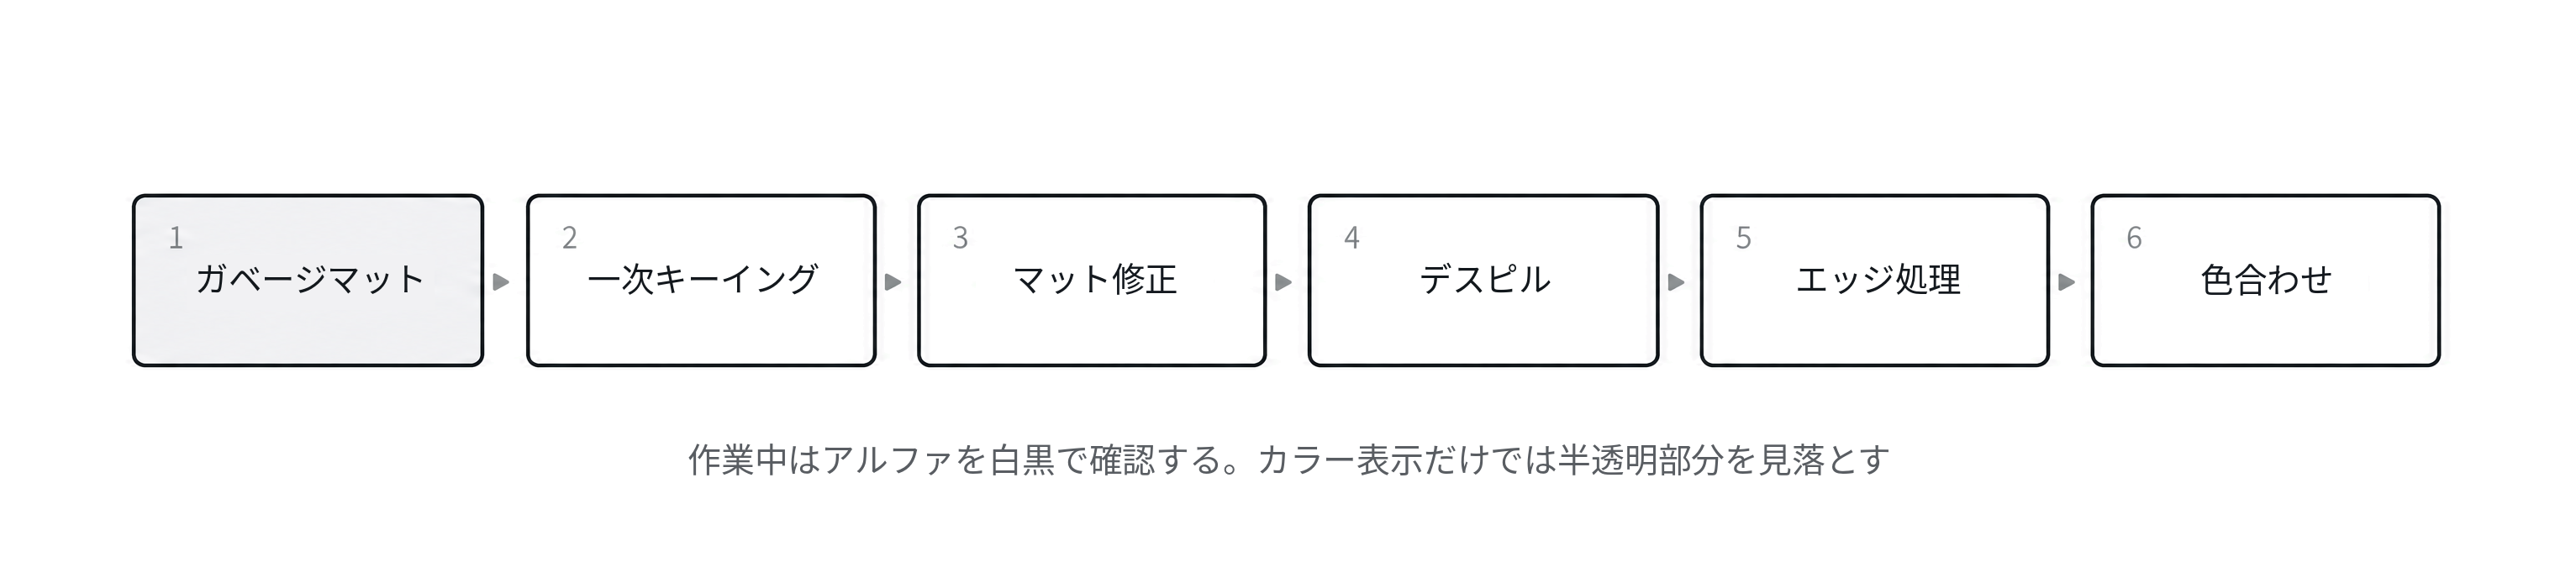 1
ガベージマット
2
一次キーイング
3
マット修正
4
デスピル
5
エッジ処理
6
色合わせ
作業中はアルファを白黒で確認する。カラー表示だけでは半透明部分を見落とす